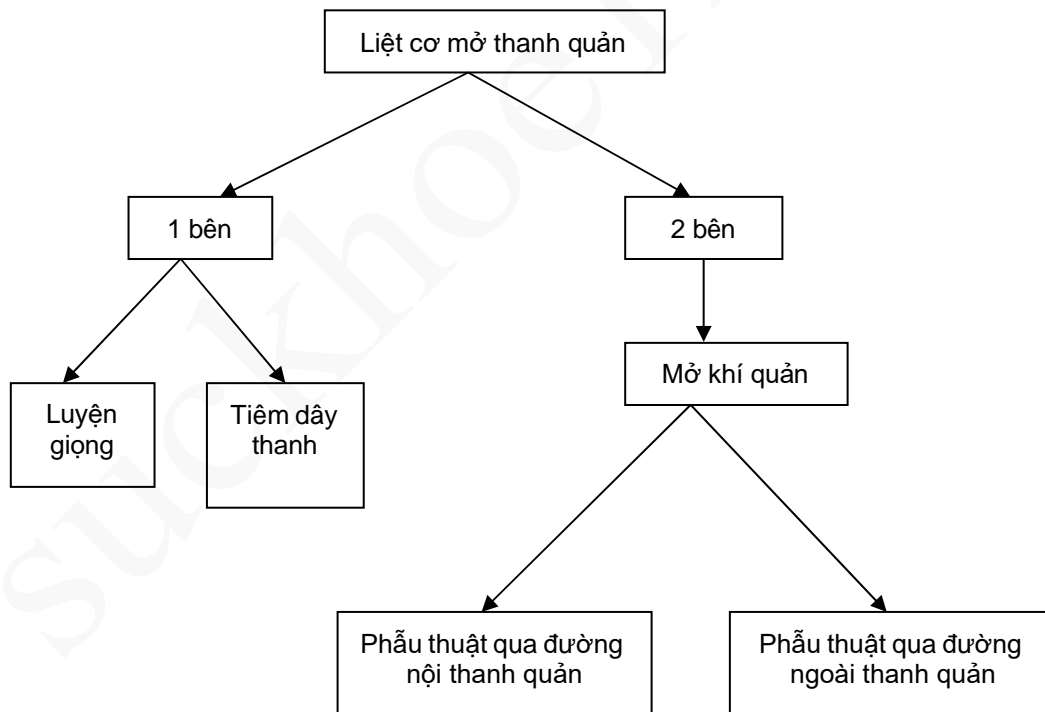 Liệt cơ mở thanh quản
1 bên
2 bên
Mở khí quản
Luyện
giọng
Tiêm dây
thanh
Phẫu thuật qua đường
nội thanh quản
Phẫu thuật qua đường
ngoài thanh quản